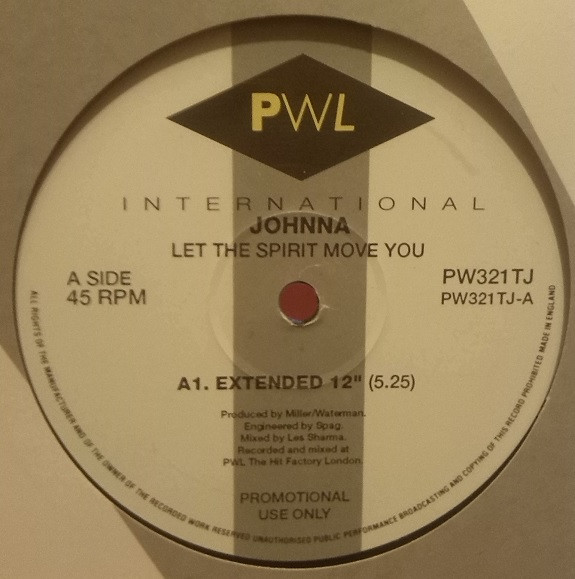 PWL
INTERNATIONAL
JOHNNA
LET THE SPIRIT MOVE YOU
A SIDE
45 RPM
PW321TJ
PW321TJ-A
A1. EXTENDED 12" (5.25)
Produced by Miller/Waterman.
Engineered by Spag.
Mixed by Les Sharma.
Recorded and mixed at
PWL The Hit Factory London.
PROMOTIONAL
USE ONLY
ALL RIGHTS OF THE MANUFACTURER AND OF THE OWNER OF THE RECORDED WORK RESERVED UNAUTHORISED PUBLIC PERFORMANCE BROADCASTING AND COPYING OF THIS RECORD PROHIBITED MADE IN ENGLAND